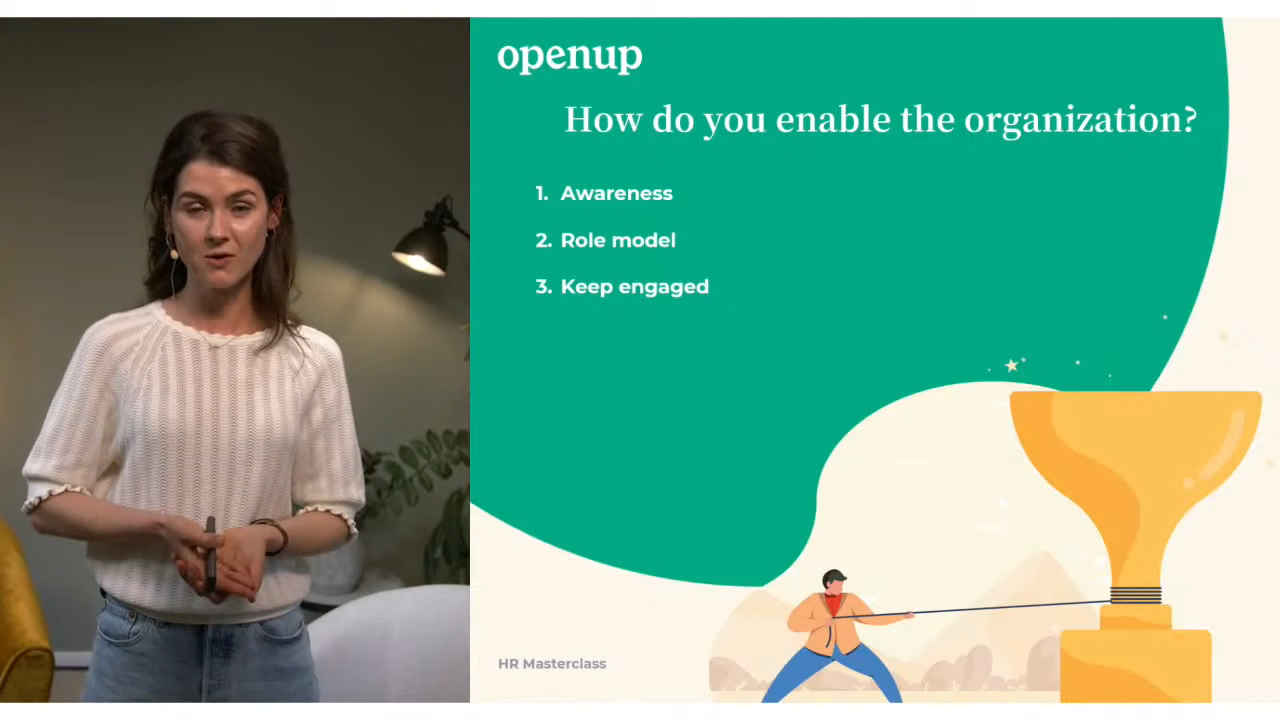 openup
How do you enable the organization?
1. Awareness
2. Role model
3. Keep engaged
HR Masterclass